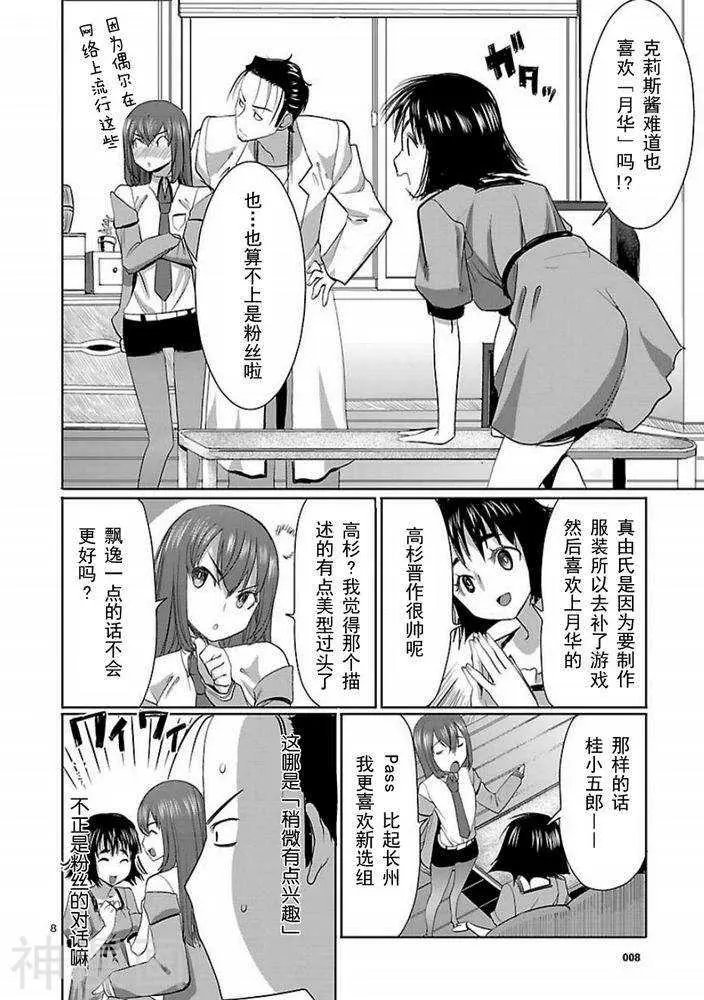 克莉斯酱难道也
喜欢「月华」吗!?
ガタッ
也…也算不上是
粉丝啦
因为偶尔在
网络上流行这些
真由氏是因为要制作
服装所以去补了游戏
然后喜欢上月华的
高杉
晋作很帅呢
高杉？我觉得那个描
述的有点美型过头了
飘逸一点的话不会
更好吗？
那样的话
桂小五郎——
Pass 比起长州
我更喜欢新选组
这哪是「稍微有点兴趣」
不正是粉丝的对话嘛
ワイワイ
8
008